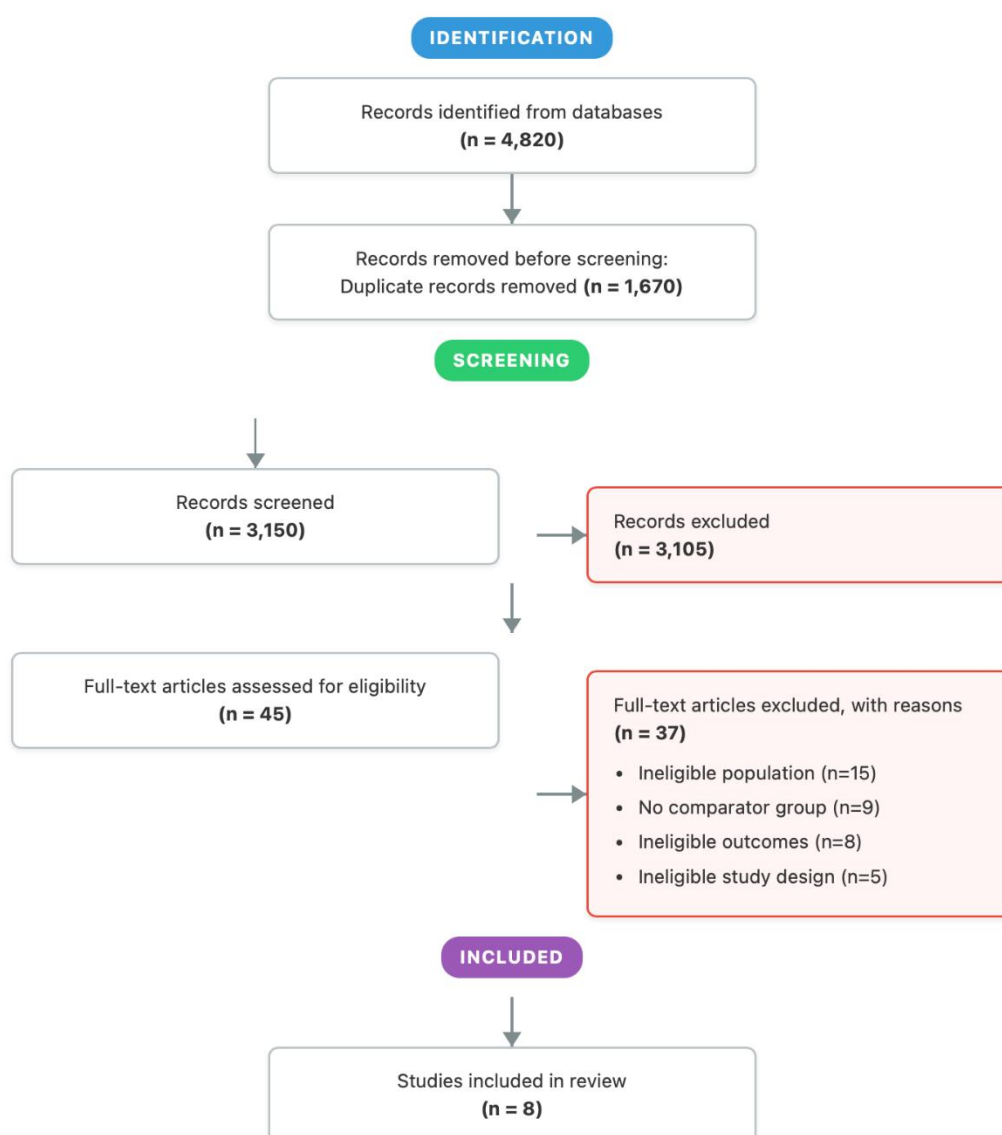 IDENTIFICATION
Records identified from databases
(n = 4,820)
Records removed before screening:
Duplicate records removed (n = 1,670)
SCREENING
Records screened
(n = 3,150)
Records excluded
(n = 3,105)
Full-text articles assessed for eligibility
(n = 45)
Full-text articles excluded, with reasons
(n = 37)
• Ineligible population (n=15)
• No comparator group (n=9)
• Ineligible outcomes (n=8)
• Ineligible study design (n=5)
INCLUDED
Studies included in review
(n = 8)